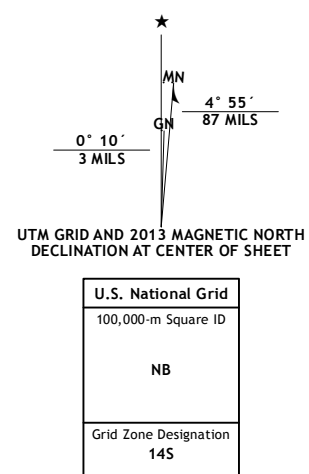 ★
MN
4° 55´
87 MILS
GN
0° 10´
3 MILS
UTM GRID AND 2013 MAGNETIC NORTH
DECLINATION AT CENTER OF SHEET
U.S. National Grid
100,000-m Square ID
NB
Grid Zone Designation
14S